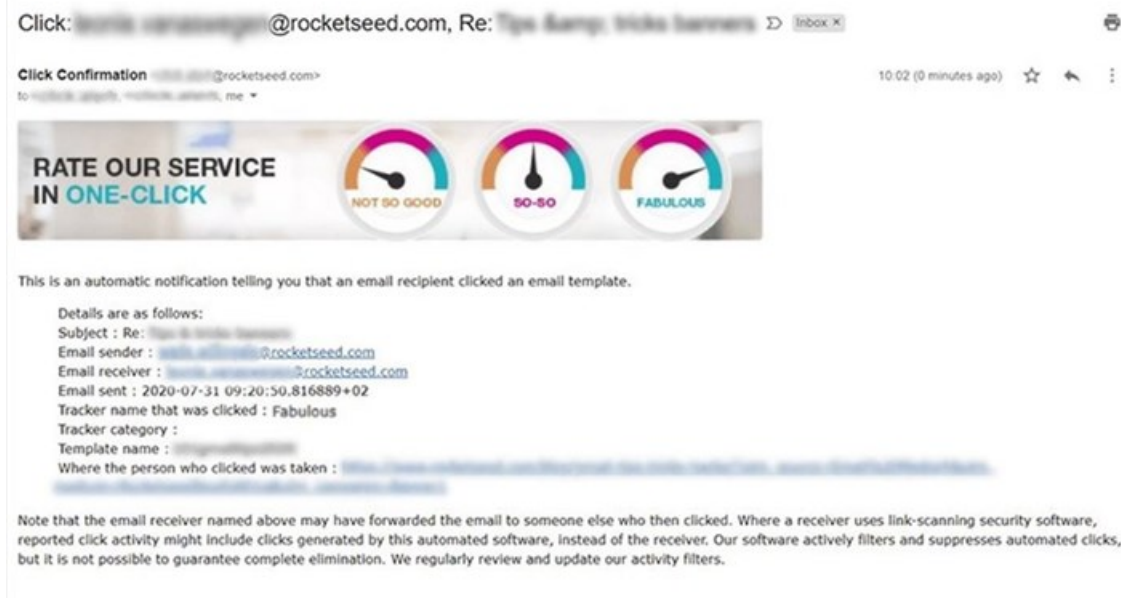 Click: @rocketseed.com, Re: Inbox ×
Click Confirmation @rocketseed.com>
10:02 (0 minutes ago)
to , me
RATE OUR SERVICE
IN ONE-CLICK
NOT SO GOOD
SO-SO
FABULOUS
This is an automatic notification telling you that an email recipient clicked an email template.
Details are as follows:
Subject : Re:
Email sender : @rocketseed.com
Email receiver : @rocketseed.com
Email sent : 2020-07-31 09:20:50.816889+02
Tracker name that was clicked : Fabulous
Tracker category :
Template name :
Where the person who clicked was taken :
Note that the email receiver named above may have forwarded the email to someone else who then clicked. Where a receiver uses link-scanning security software,
reported click activity might include clicks generated by this automated software, instead of the receiver. Our software actively filters and suppresses automated clicks,
but it is not possible to guarantee complete elimination. We regularly review and update our activity filters.